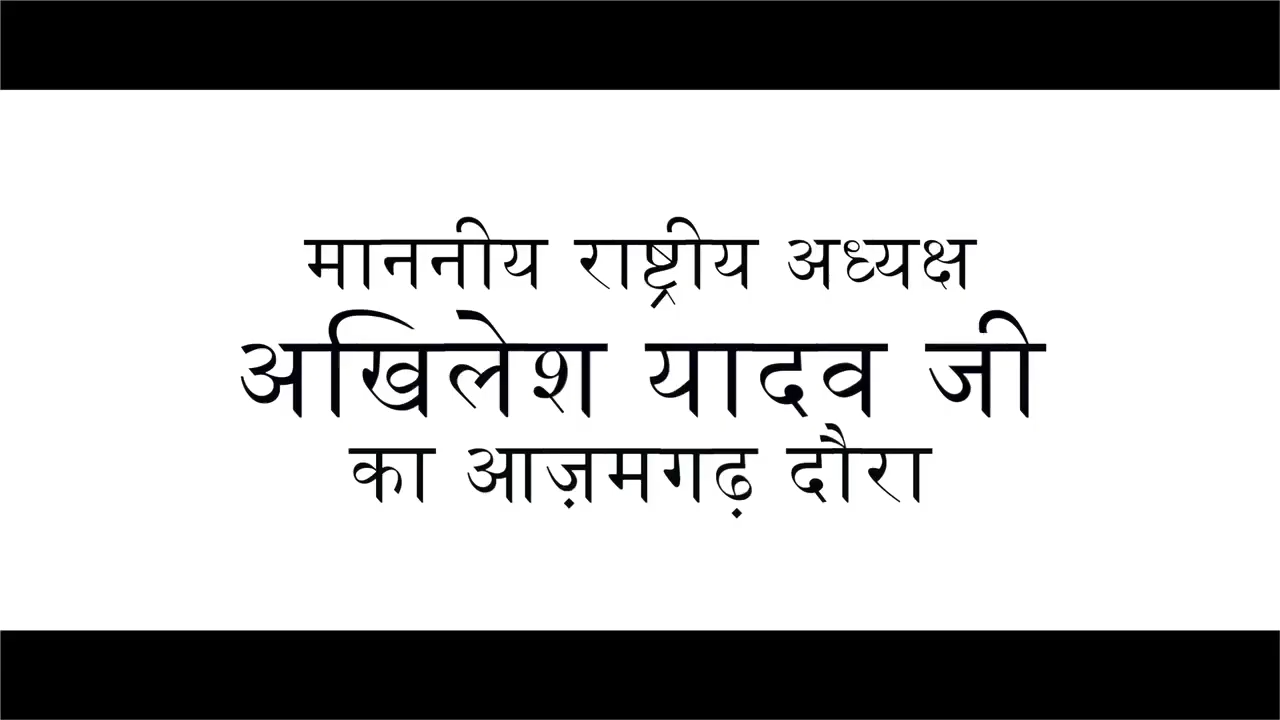 माननीय राष्ट्रीय अध्यक्ष
अखिलेश यादव जी
का आज़मगढ़ दौरा